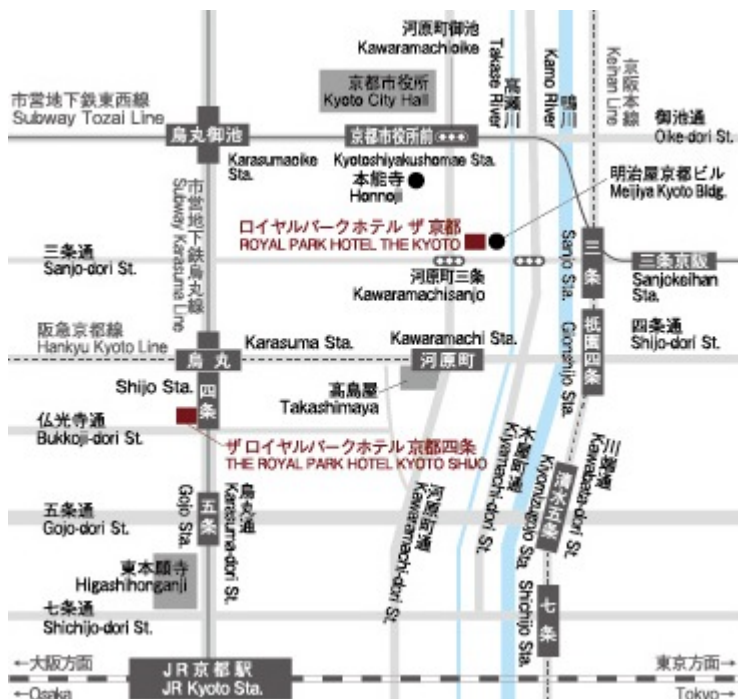 河原町御池
Kawaramachioike
高瀬川
Takase River
鴨川
Kamo River
京阪本線
Keihan Line
京都市役所
Kyoto City Hall
市営地下鉄東西線
Subway Tozai Line
御池通
Oike-dori St.
烏丸御池
京都市役所前
Karasumaoike
Sta.
Kyotoshiyakushomae Sta.
本能寺
Honnoji
明治屋京都ビル
Meijiya Kyoto Bldg.
市営地下鉄烏丸線
Subway Karasuma Line
ロイヤルパークホテル ザ 京都
ROYAL PARK HOTEL THE KYOTO
三条通
Sanjo-dori St.
河原町三条
Kawaramachisanjo
三条
Sanjo Sta.
三条京阪
Sanjokeihan
Sta.
阪急京都線
Hankyu Kyoto Line
Karasuma Sta.
烏丸
Kawaramachi Sta.
河原町
祇園四条
Gionshijo Sta.
四条通
Shijo-dori St.
Shijo Sta.
四条
高島屋
Takashimaya
仏光寺通
Bukkoji-dori St.
ザ ロイヤルパークホテル 京都四条
THE ROYAL PARK HOTEL KYOTO SHIJO
木屋町通
Kiyamachi-dori St.
河原町通
Kawaramachi-dori St.
清水五条
Kiyomizugojo Sta.
Kawabata-dori St.
五条通
Gojo-dori St.
Gojo Sta.
五条
烏丸通
Karasuma-dori St.
東本願寺
Higashihonganji
七条
Shichijo Sta.
七条通
Shichijo-dori St.
←大阪方面
←Osaka
JR京都駅
JR Kyoto Sta.
東京方面→
Tokyo→